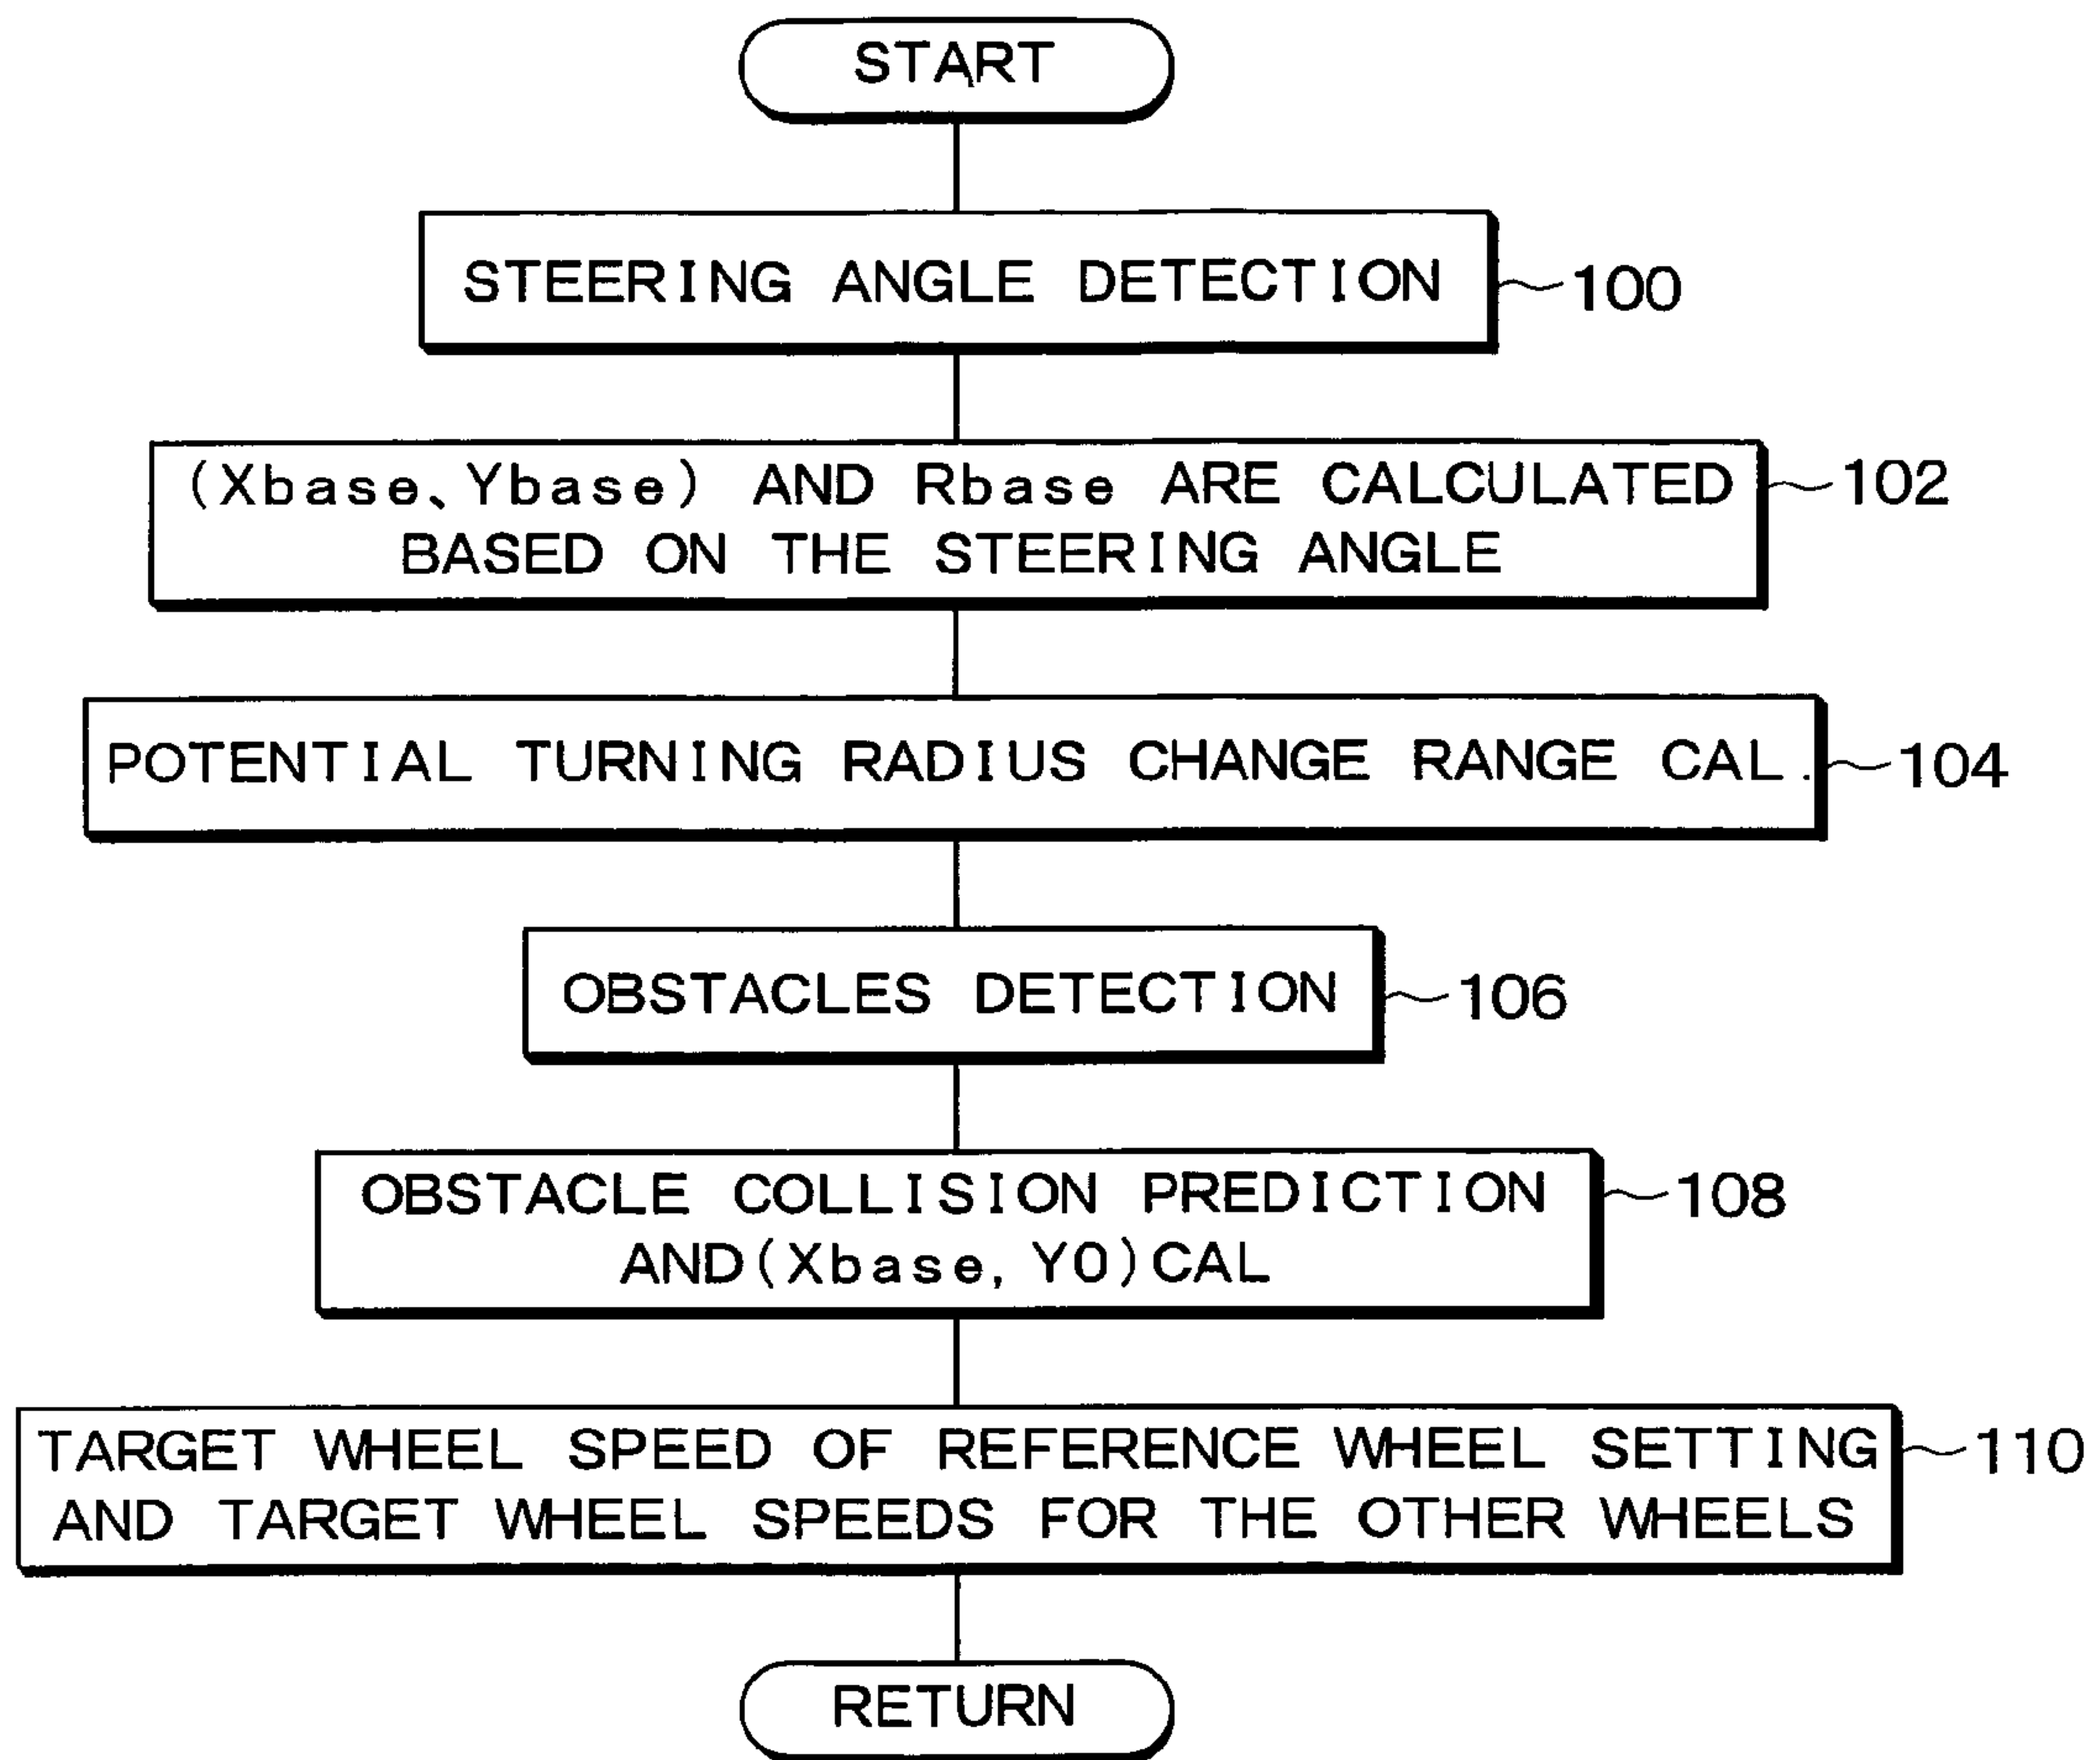 START
STEERING ANGLE DETECTION
100
(Xbase、Ybase) AND Rbase ARE CALCULATED
BASED ON THE STEERING ANGLE
102
POTENTIAL TURNING RADIUS CHANGE RANGE CAL.
104
OBSTACLES DETECTION
106
OBSTACLE COLLISION PREDICTION
AND(Xbase, Y0)CAL
108
TARGET WHEEL SPEED OF REFERENCE WHEEL SETTING
AND TARGET WHEEL SPEEDS FOR THE OTHER WHEELS
110
RETURN